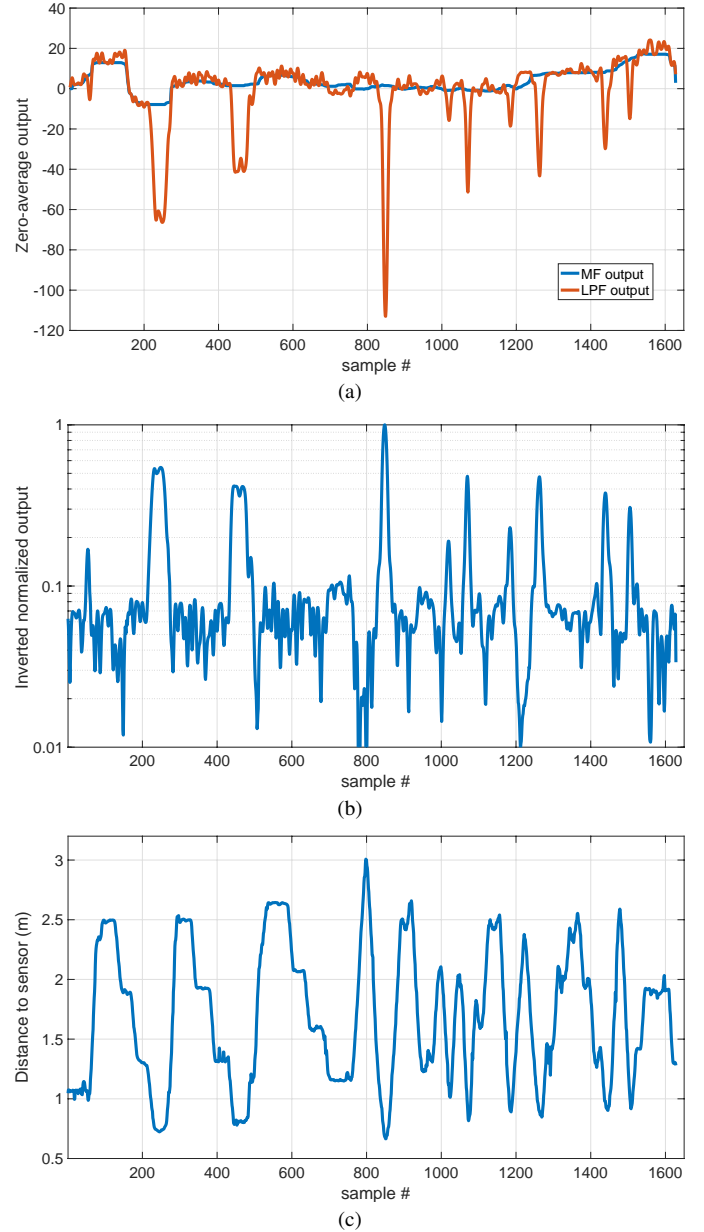 40
20
0
-20
-40
-60
-80
-100
-120
Zero-average output
MF output
LPF output
200 400 600 800 1000 1200 1400 1600
sample #
(a)
1
0.1
0.01
Inverted normalized output
200 400 600 800 1000 1200 1400 1600
sample #
(b)
3
2.5
2
1.5
1
0.5
Distance to sensor (m)
200 400 600 800 1000 1200 1400 1600
sample #
(c)